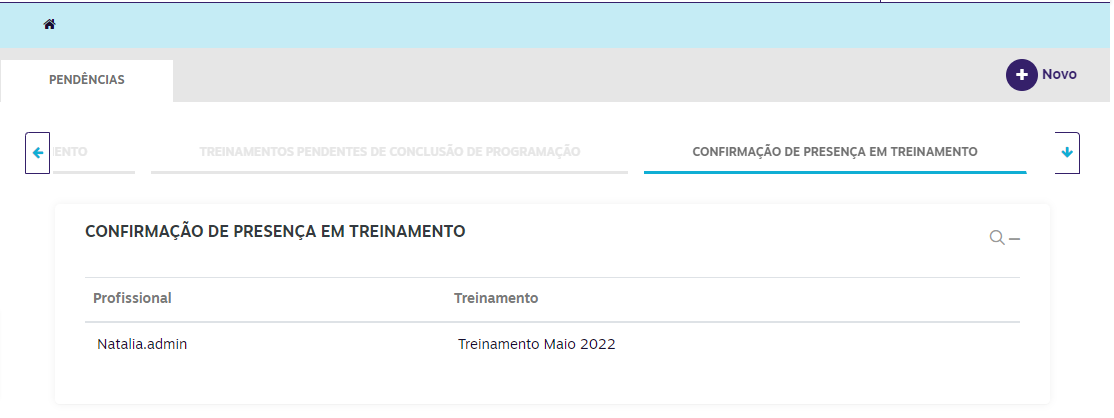 PENDÊNCIAS
Novo
ENTO
TREINAMENTOS PENDENTES DE CONCLUSÃO DE PROGRAMAÇÃO
CONFIRMAÇÃO DE PRESENÇA EM TREINAMENTO
CONFIRMAÇÃO DE PRESENÇA EM TREINAMENTO
Profissional Treinamento
Natalia.admin Treinamento Maio 2022